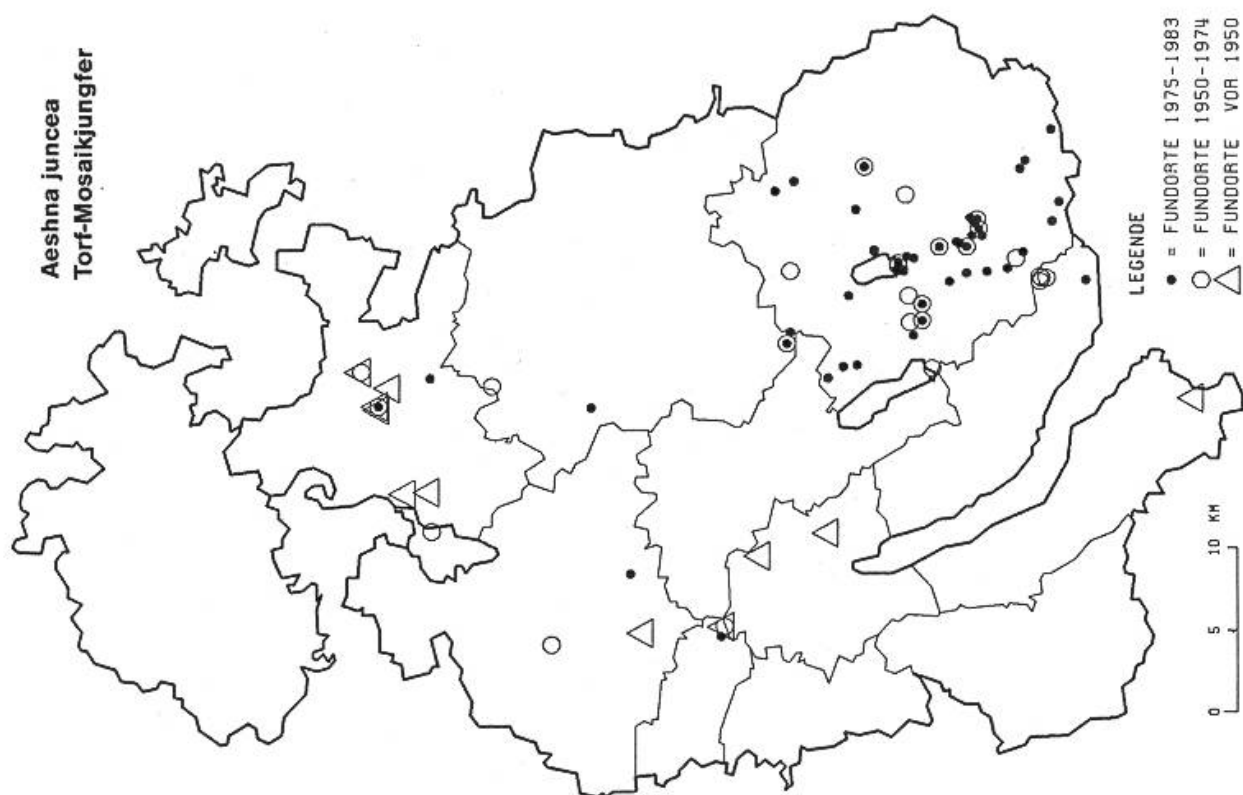 Aeshna juncea
Torf-Mosaikjungfer
LEGENDE
● = FUNDORTE 1975-1983
○ = FUNDORTE 1950-1974
△ = FUNDORTE VOR 1950
0 5 10 KM